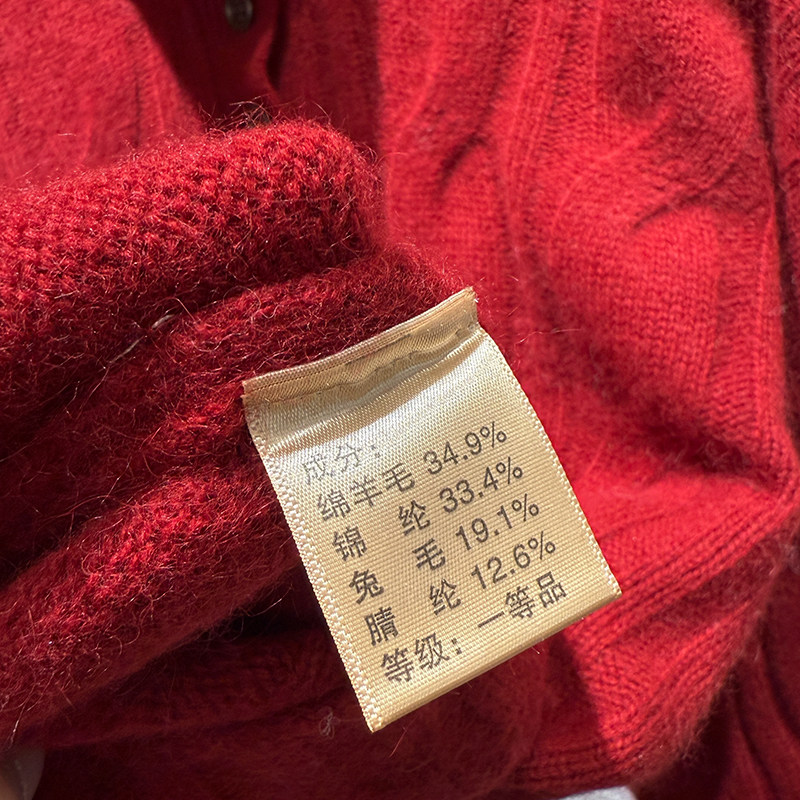 成分:
绵羊毛 34.9%
锦 纶 33.4%
兔 毛 19.1%
腈 纶 12.6%
等级: 一等品